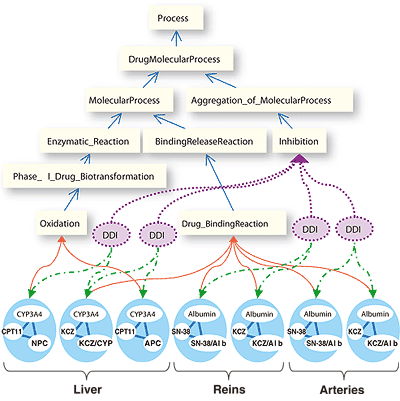 Process
DrugMolecularProcess
MolecularProcess
Aggregation_of_MolecularProcess
Enzymatic_Reaction
BindingReleaseReaction
Inhibition
Phase_ I_Drug_Biotransformation
Oxidation
DDI
DDI
Drug_BindingReaction
DDI
DDI
CYP3A4
CPT11
NPC
CYP3A4
KCZ
KCZ/CYP
CYP3A4
CPT11
APC
Albumin
SN-38
SN-38/Al b
Albumin
KCZ
KCZ/Al b
Albumin
SN-38
SN-38/Al b
Albumin
KCZ
KCZ/Al b
Liver
Reins
Arteries